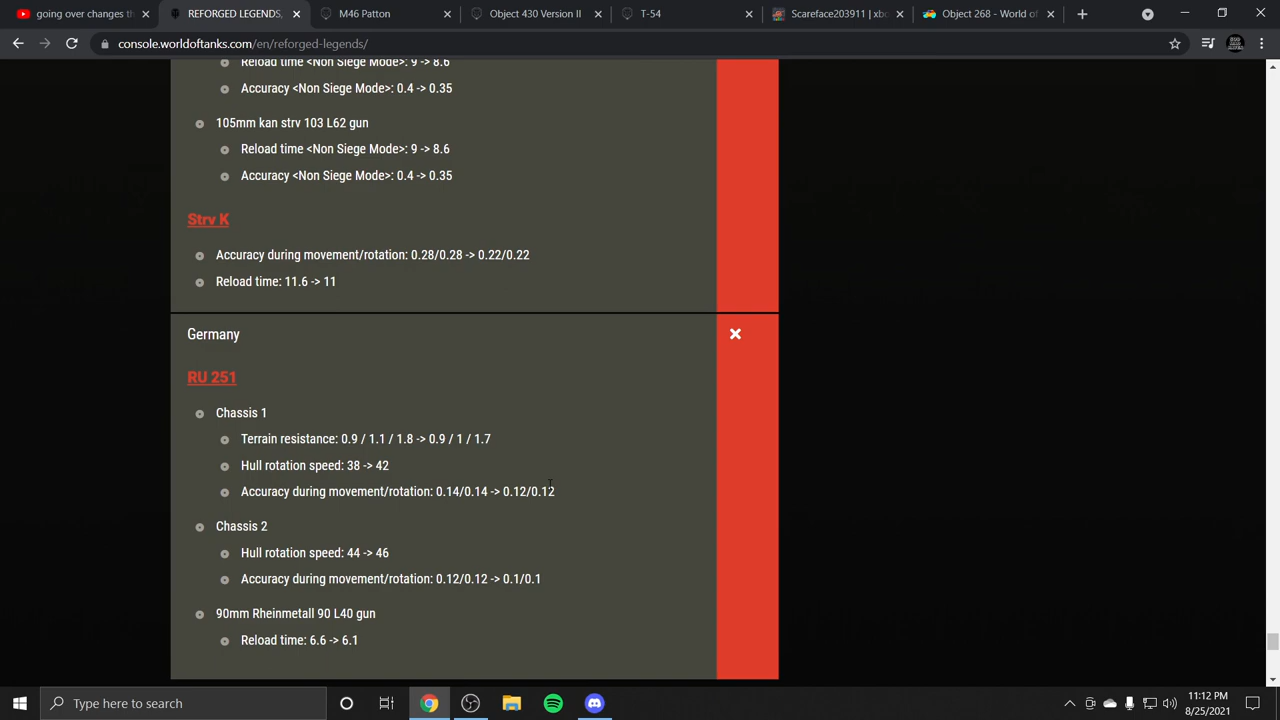 going over changes th
REFORGED LEGENDS,
M46 Patton
Object 430 Version II
T-54
Scareface203911 | xbo
Object 268 - World of
console.worldoftanks.com/en/reforged-legends/
Reload time <Non Siege Mode>: 9 -> 8.6
Accuracy <Non Siege Mode>: 0.4 -> 0.35
105mm kan strv 103 L62 gun
Reload time <Non Siege Mode>: 9 -> 8.6
Accuracy <Non Siege Mode>: 0.4 -> 0.35
Strv K
Accuracy during movement/rotation: 0.28/0.28 -> 0.22/0.22
Reload time: 11.6 -> 11
Germany
RU 251
Chassis 1
Terrain resistance: 0.9 / 1.1 / 1.8 -> 0.9 / 1 / 1.7
Hull rotation speed: 38 -> 42
Accuracy during movement/rotation: 0.14/0.14 -> 0.12/0.12
Chassis 2
Hull rotation speed: 44 -> 46
Accuracy during movement/rotation: 0.12/0.12 -> 0.1/0.1
90mm Rheinmetall 90 L40 gun
Reload time: 6.6 -> 6.1
Type here to search
11:12 PM
8/25/2021